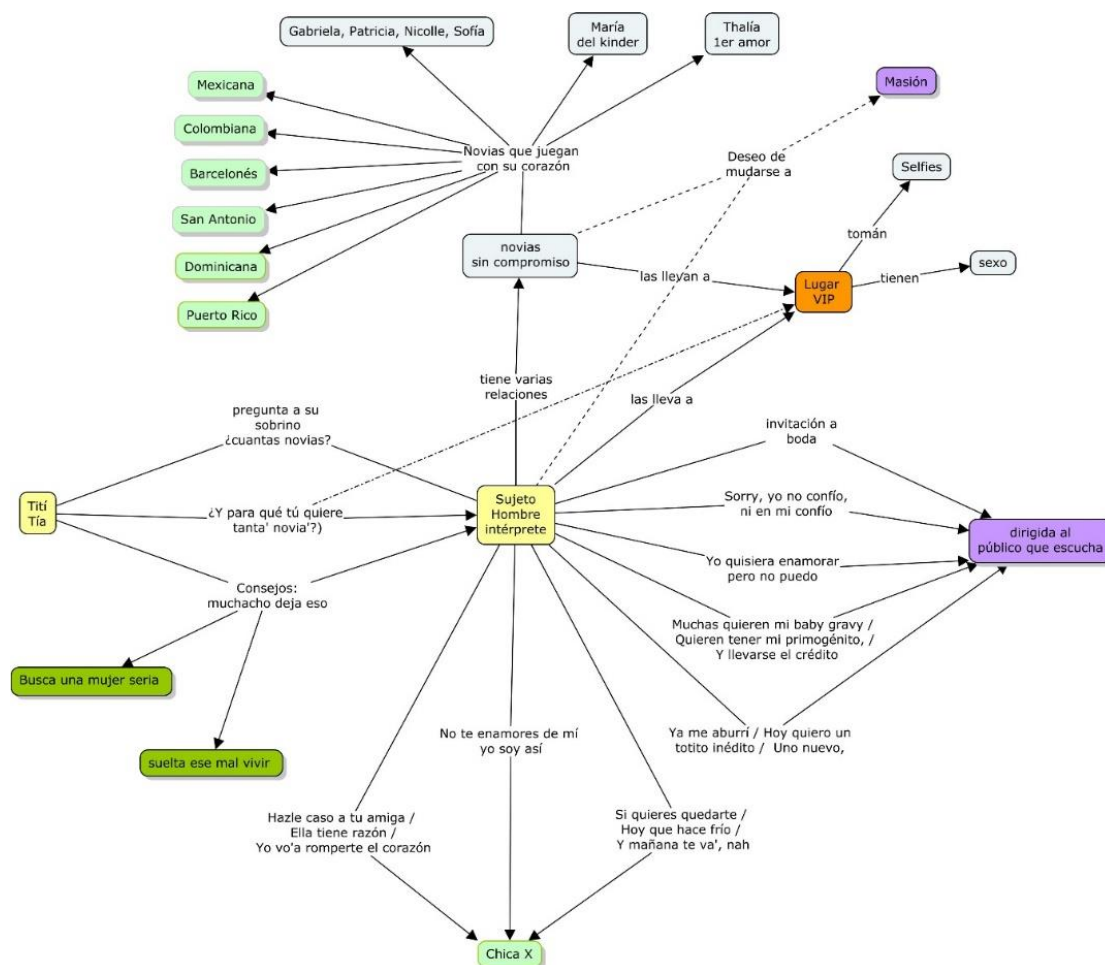 Gabriela, Patricia, Nicolle, Sofía
María
del kinder
Thalía
1er amor
Mexicana
Masión
Colombiana
Novias que juegan
con su corazón
Deseo de
mudarse a
Barcelonés
Selfies
San Antonio
tomán
Dominicana
novias
sin compromiso
las llevan a
Lugar
VIP
tienen
sexo
Puerto Rico
tiene varias
relaciones
las lleva a
pregunta a su
sobrino
¿cuantas novias?
invitación a
boda
Tití
Tía
¿Y para qué tú quiere
tanta' novia'?)
Sujeto
Hombre
intérprete
Sorry, yo no confío,
ni en mi confío
dirigida al
público que escucha
Yo quisiera enamorar
pero no puedo
Consejos:
muchacho deja eso
Muchas quieren mi baby gravy /
Quieren tener mi primogénito, /
Y llevarse el crédito
Busca una mujer seria
suelta ese mal vivir
No te enamores de mí
yo soy así
Ya me aburrí / Hoy quiero un
totito inédito /  Uno nuevo,
Hazle caso a tu amiga /
Ella tiene razón /
Yo vo'a romperte el corazón
Si quieres quedarte /
Hoy que hace frío /
Y mañana te va', nah
Chica X